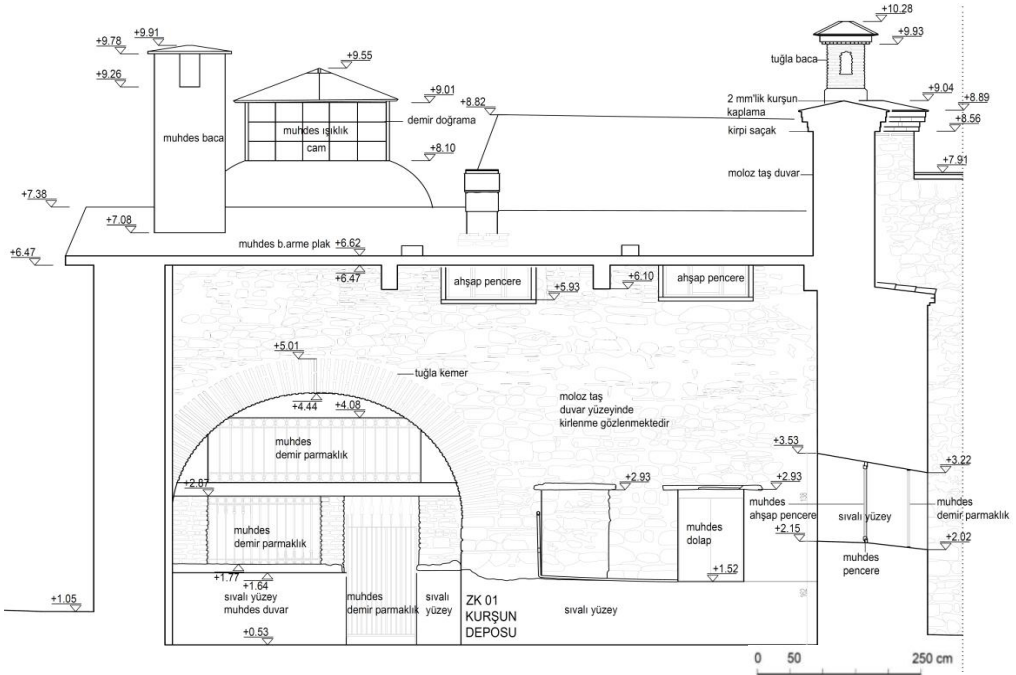 +10.28
+9.93
+9.91
+9.78
+9.26
tuğla baca
+9.55
+9.01
+8.82
2 mm'lik kurşun
kaplama
+9.04
+8.89
+8.56
kirpi saçak
demir doğrama
muhdes baca
muhdes ışıklık
cam
+8.10
+7.91
moloz taş duvar
+7.38
+7.08
muhdes b.arme plak +6.62
+6.47
+6.47
ahşap pencere
+5.93
+6.10
ahşap pencere
+5.01
tuğla kemer
+4.44
+4.08
moloz taş
duvar yüzeyinde
kirlenme gözlenmektedir
muhdes
demir parmaklık
+3.53
+3.22
+2.87
+2.93
+2.93
muhdes
ahşap pencere
sıvalı yüzey
muhdes
demir parmaklık
muhdes
demir parmaklık
muhdes
dolap
+2.15
+2.02
muhdes
pencere
+1.77
+1.64
+1.52
sıvalı yüzey
muhdes duvar
muhdes
demir parmaklık
sıvalı
yüzey
ZK 01
KURŞUN
DEPOSU
sıvalı yüzey
+1.05
+0.53
0 50 250 cm